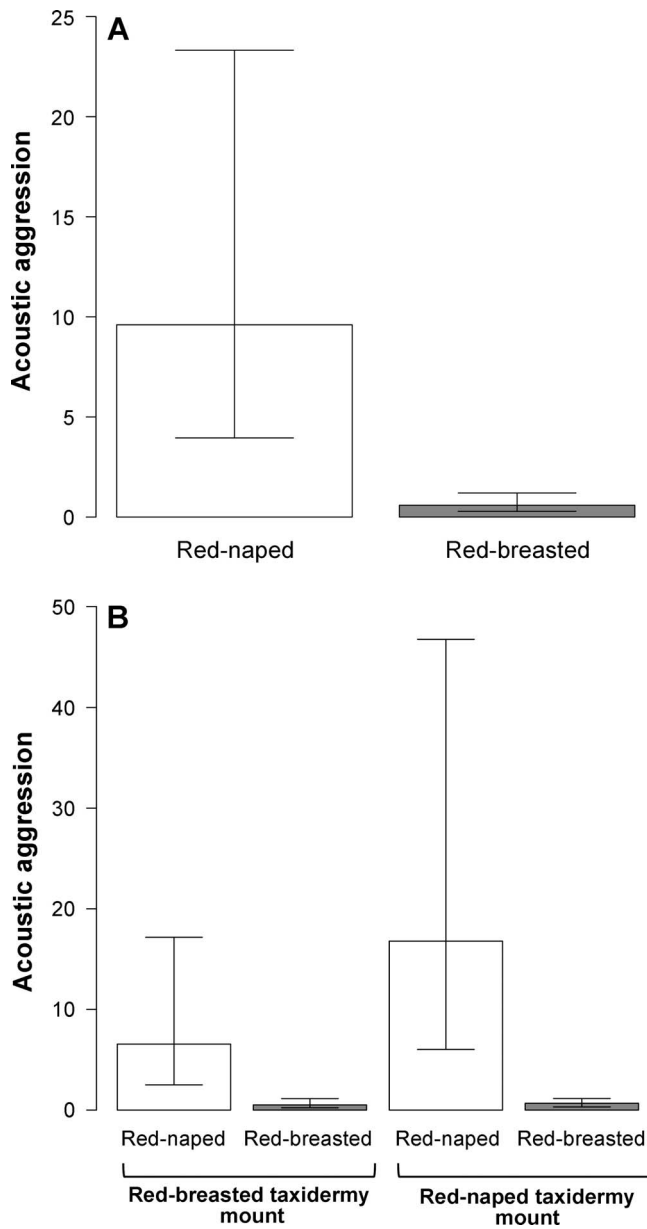 A
25
20
15
10
5
0
Acoustic aggression
Red-naped Red-breasted
B
50
40
30
20
10
0
Acoustic aggression
Red-naped Red-breasted Red-naped Red-breasted
Red-breasted taxidermy
mount
Red-naped taxidermy
mount